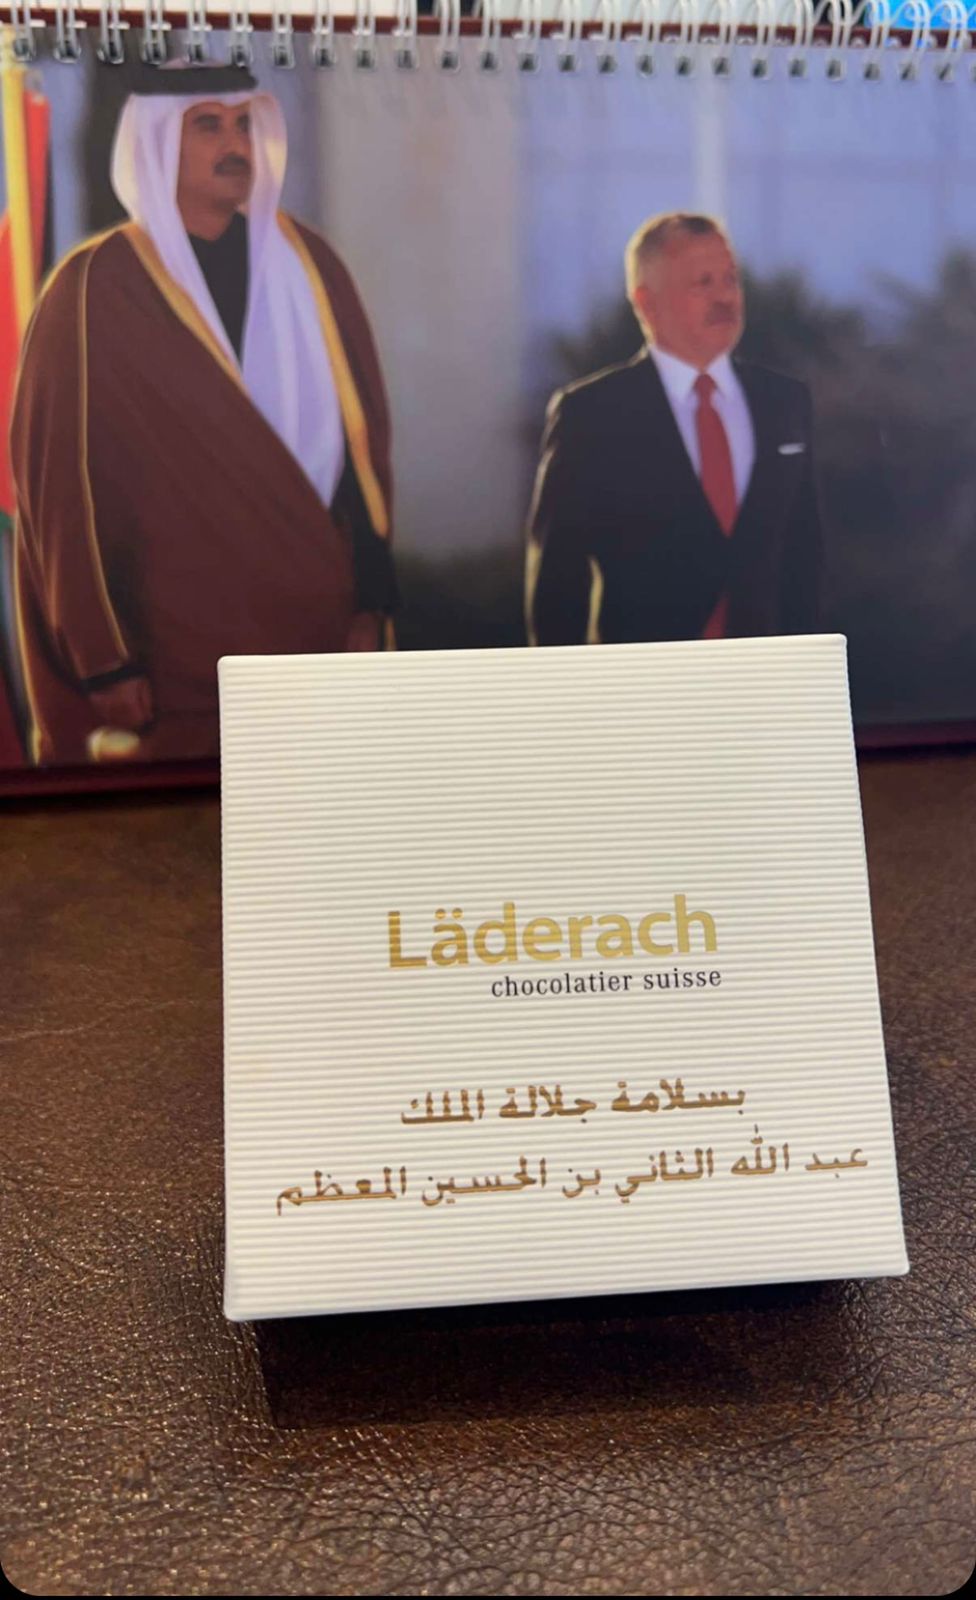 Läderach
chocolatier suisse
بسلامة جلالة الملك
عبد الله الثاني بن الحسين المعظم